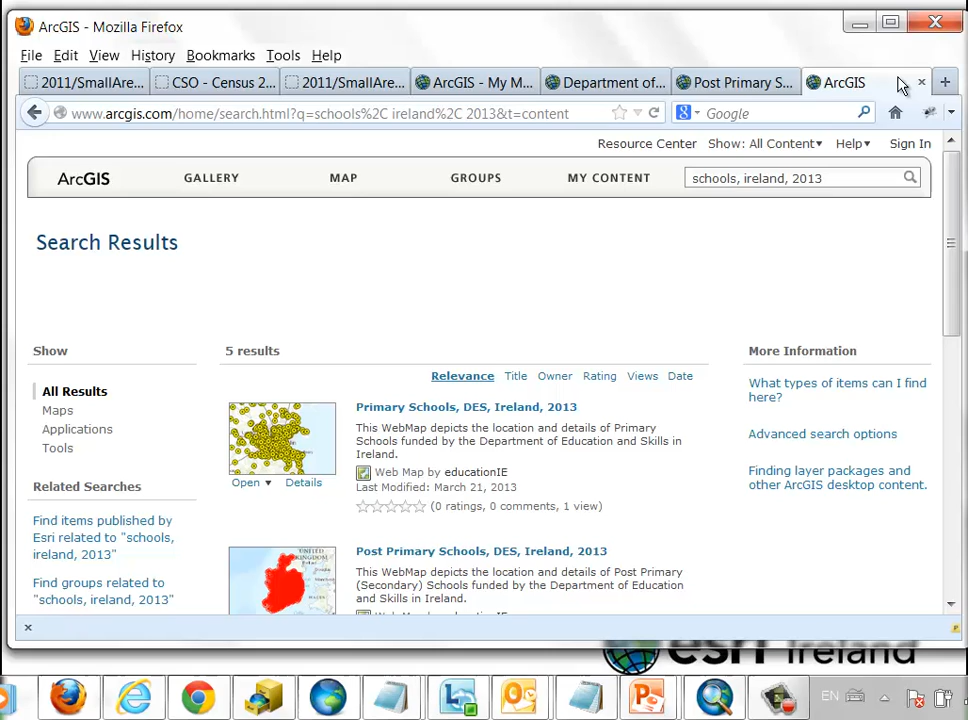 ArcGIS - Mozilla Firefox
File Edit View History Bookmarks Tools Help
2011/SmallAre... CSO - Census 2... 2011/SmallAre... ArcGIS - My M... Department of... Post Primary S... ArcGIS
www.arcgis.com/home/search.html?q=schools%2C ireland%2C 2013&t=content Google
Resource Center Show: All Content Help Sign In
ArcGIS GALLERY MAP GROUPS MY CONTENT schools, ireland, 2013
Search Results
Show
All Results
Maps
Applications
Tools
Related Searches
Find items published by
Esri related to "schools,
ireland, 2013"
Find groups related to
"schools, ireland, 2013"
5 results
Relevance Title Owner Rating Views Date
Primary Schools, DES, Ireland, 2013
This WebMap depicts the location and details of Primary
Schools funded by the Department of Education and Skills in
Ireland.
Web Map by educationIE
Last Modified: March 21, 2013
(0 ratings, 0 comments, 1 view)
Open Details
Post Primary Schools, DES, Ireland, 2013
This WebMap depicts the location and details of Post Primary
(Secondary) Schools funded by the Department of Education
and Skills in Ireland.
UNITED
More Information
What types of items can I find
here?
Advanced search options
Finding layer packages and
other ArcGIS desktop content.
esri Ireland
EN